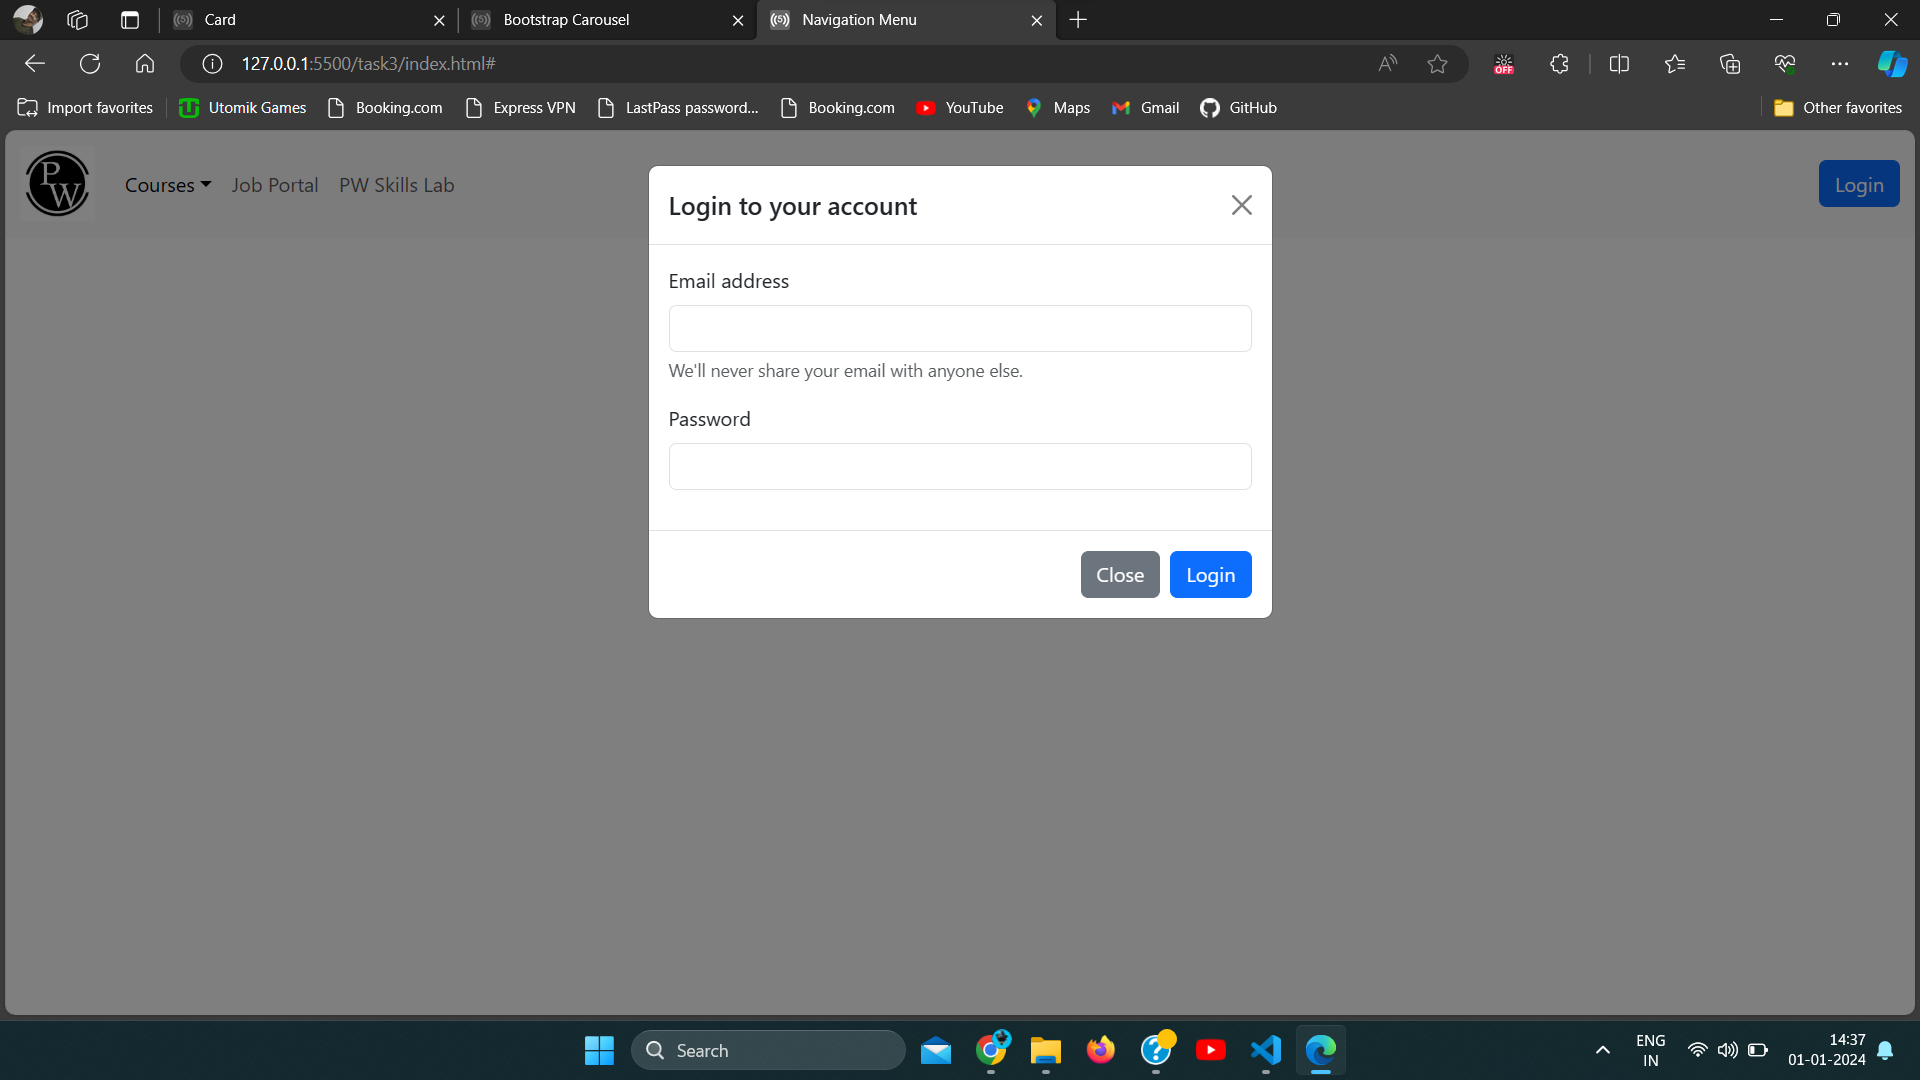 Card
Bootstrap Carousel
Navigation Menu
127.0.0.1:5500/task3/index.html#
OFF
Import favorites
Utomik Games
Booking.com
Express VPN
LastPass password...
Booking.com
YouTube
Maps
Gmail
GitHub
Other favorites
PW
Courses
Job Portal
PW Skills Lab
Login
Login to your account
Email address
We'll never share your email with anyone else.
Password
Close
Login
Search
ENG
IN
14:37
01-01-2024